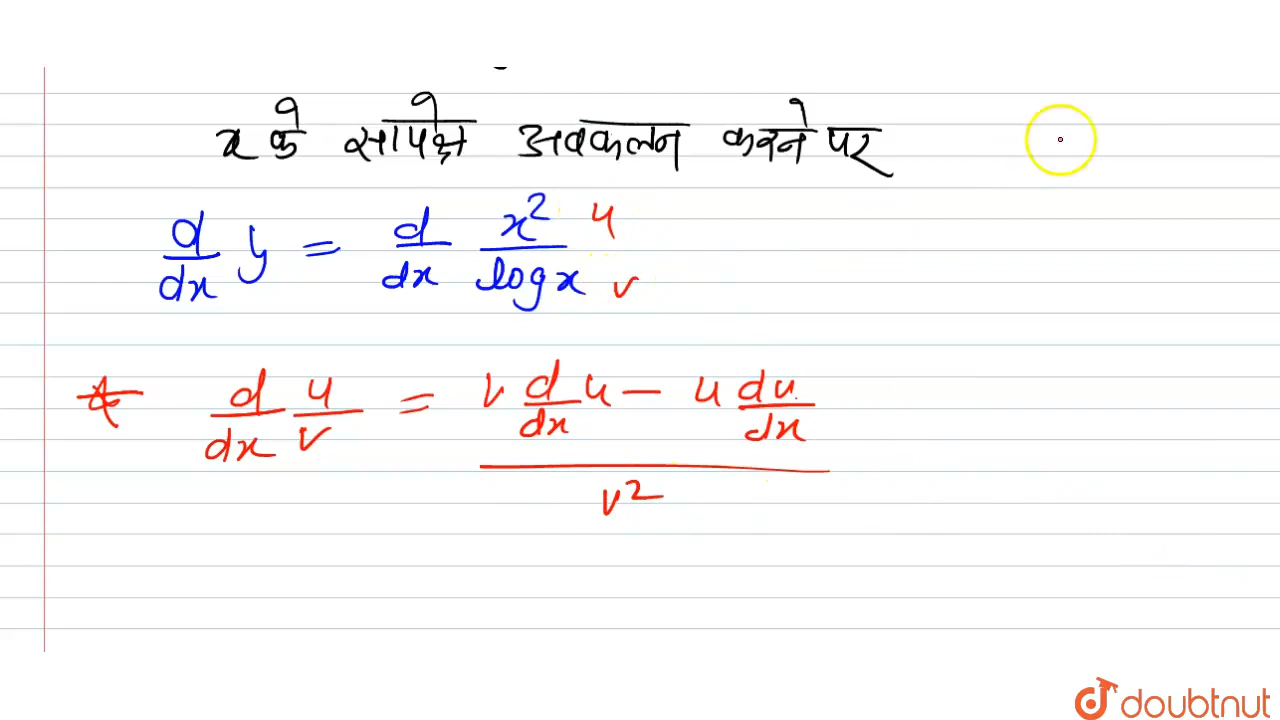 x के सापेक्ष अवकलन करने पर
d/dx y = d/dx x²/log x u v
* d/dx u/v = (v d/dx u − u du/dx)/v²
doubtnut